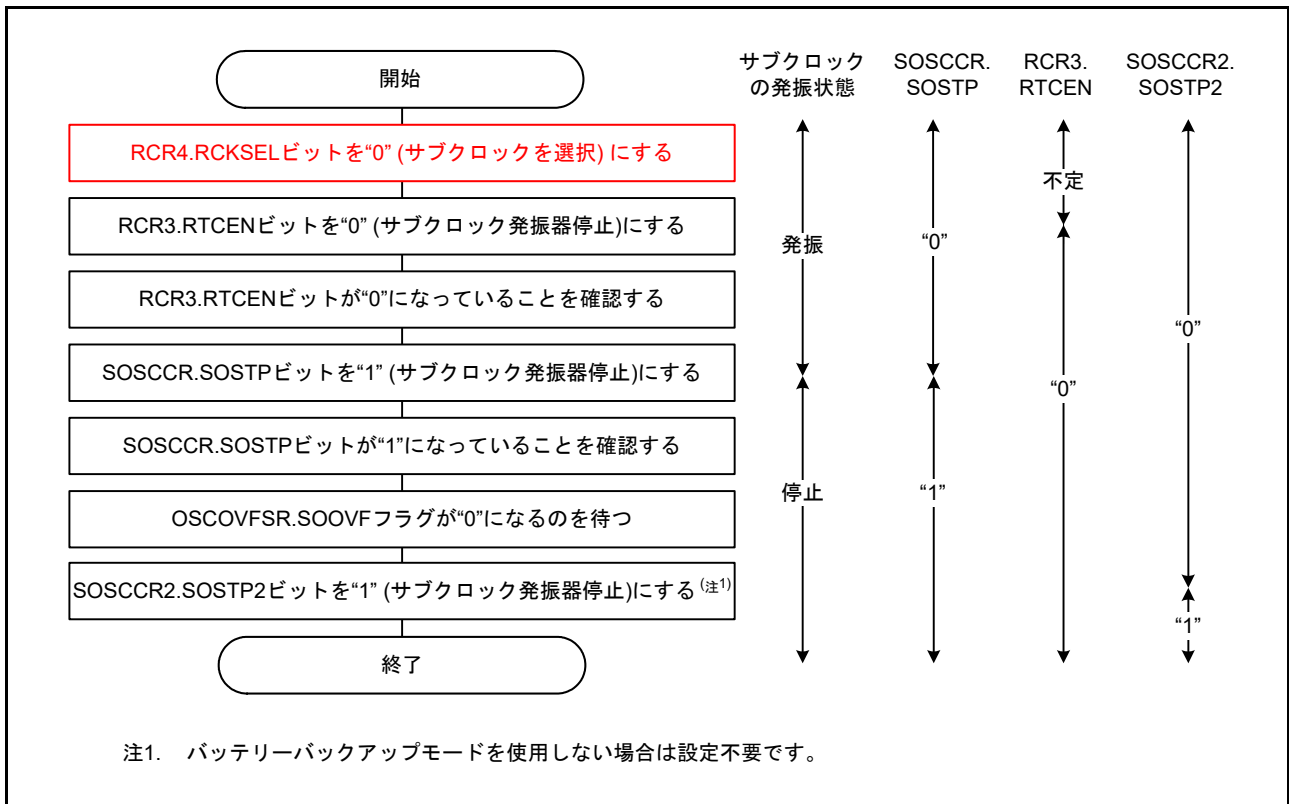 開始
RCR4.RCKSELビットを“0” (サブクロックを選択) にする
RCR3.RTCENビットを“0” (サブクロック発振器停止)にする
RCR3.RTCENビットが“0”になっていることを確認する
SOSCCR.SOSTPビットを“1” (サブクロック発振器停止)にする
SOSCCR.SOSTPビットが“1”になっていることを確認する
OSCOVFSR.SOOVFフラグが“0”になるのを待つ
SOSCCR2.SOSTP2ビットを“1” (サブクロック発振器停止)にする (注1)
終了
サブクロック
の発振状態
発振
停止
SOSCCR.
SOSTP
“0”
“1”
RCR3.
RTCEN
不定
“0”
SOSCCR2.
SOSTP2
“0”
“1”
注1. バッテリーバックアップモードを使用しない場合は設定不要です。